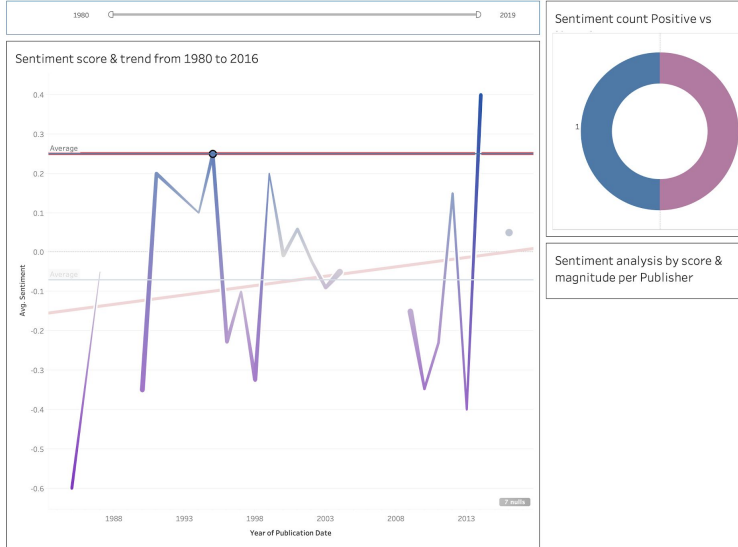 1980
2019
Sentiment count Positive vs
Sentiment score & trend from 1980 to 2016
0.4
0.3
Average
0.2
0.1
0.0
Average
-0.1
-0.2
-0.3
-0.4
-0.5
-0.6
Avg. Sentiment
7 nulls
1988
1993
1998
2003
2008
2013
Year of Publication Date
1
Sentiment analysis by score &
magnitude per Publisher